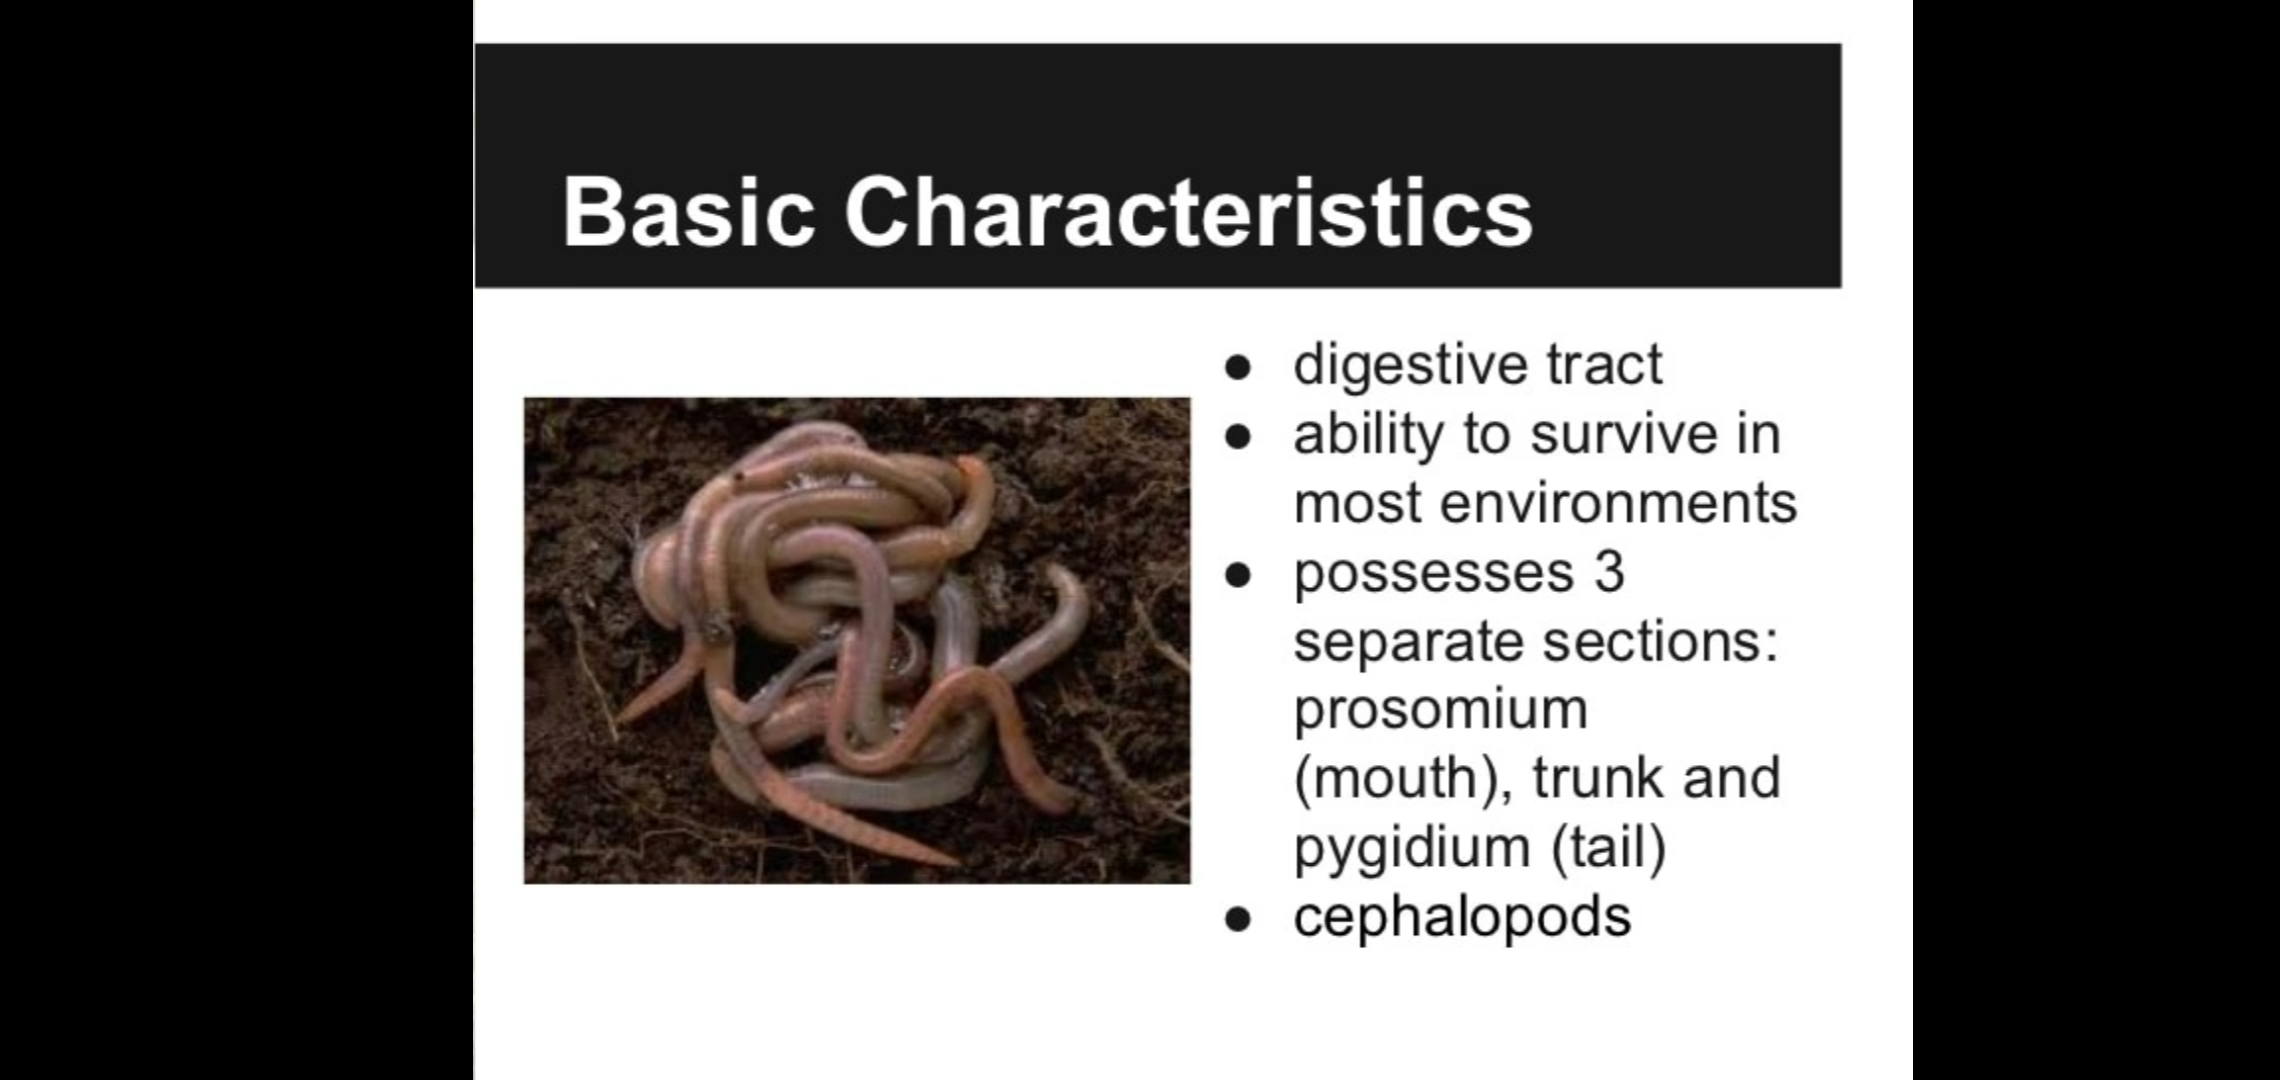 Basic Characteristics
● digestive tract
● ability to survive in
most environments
● possesses 3
separate sections:
prosomium
(mouth), trunk and
pygidium (tail)
● cephalopods